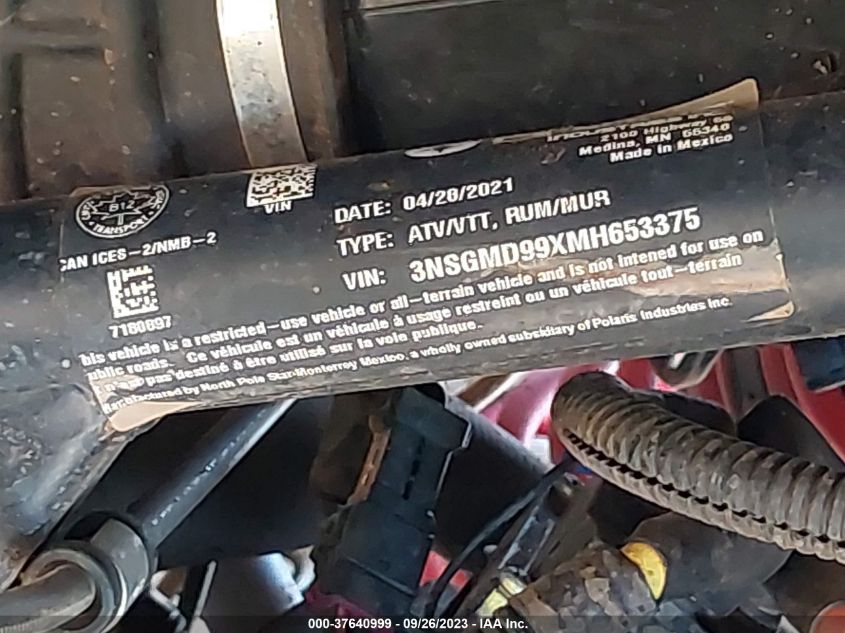 2100 Highway 55
Medina, MN 55340
Made in Mexico
B12
TRANSPORT
VIN
DATE: 04/28/2021
CAN ICES-2/NMB-2
TYPE: ATV/VTT, RUM/MUR
VIN: 3NSGMD99XMH653375
7180897
his vehicle is a restricted-use vehicle or all-terrain vehicle and is not intened for use on
ublic roads. Ce véhicule est un véhicule à usage restreint ou un véhicule tout-terrain
t n'est pas destiné à être utilisé sur la voie publique.
Manufactured by North Pole Star-Monterrey Mexico, a wholly owned subsidiary of Polaris Industries Inc.
000-37640999 / 09/26/2023 - IAA Inc.